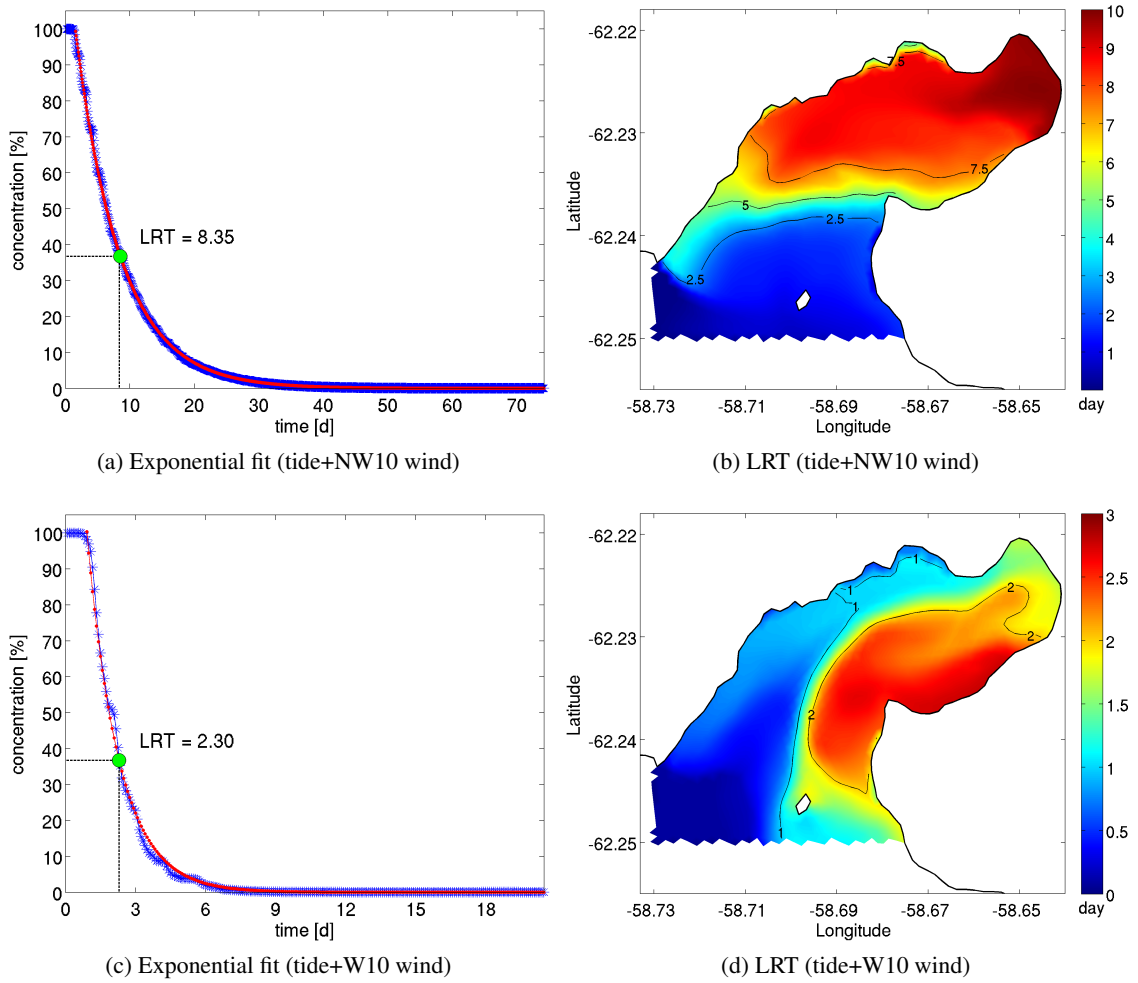 100
90
80
70
60
50
40
30
20
10
0
concentration [%]
LRT = 8.35
0 10 20 30 40 50 60 70
time [d]
(a) Exponential fit (tide+NW10 wind)
-62.22
-62.23
-62.24
-62.25
Latitude
7.5
7.5
5
2.5
2.5
-58.73 -58.71 -58.69 -58.67 -58.65
Longitude
10
9
8
7
6
5
4
3
2
1
day
(b) LRT (tide+NW10 wind)
100
90
80
70
60
50
40
30
20
10
0
concentration [%]
LRT = 2.30
0 3 6 9 12 15 18
time [d]
(c) Exponential fit (tide+W10 wind)
-62.22
-62.23
-62.24
-62.25
Latitude
1
1
1
2
2
2
1
-58.73 -58.71 -58.69 -58.67 -58.65
Longitude
3
2.5
2
1.5
1
0.5
0
day
(d) LRT (tide+W10 wind)